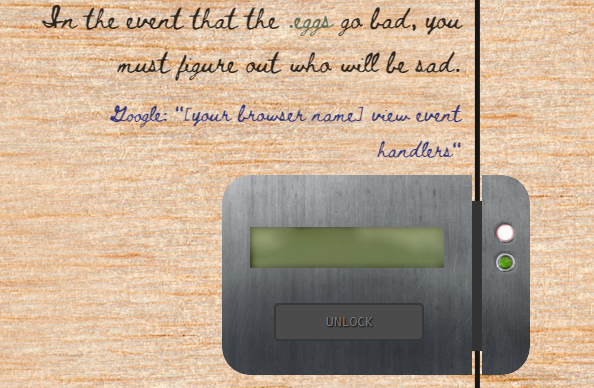 In the event that the .eggs go bad, you
must figure out who will be sad.
Google: "[your browser name] view event
handlers"
UNLOCK